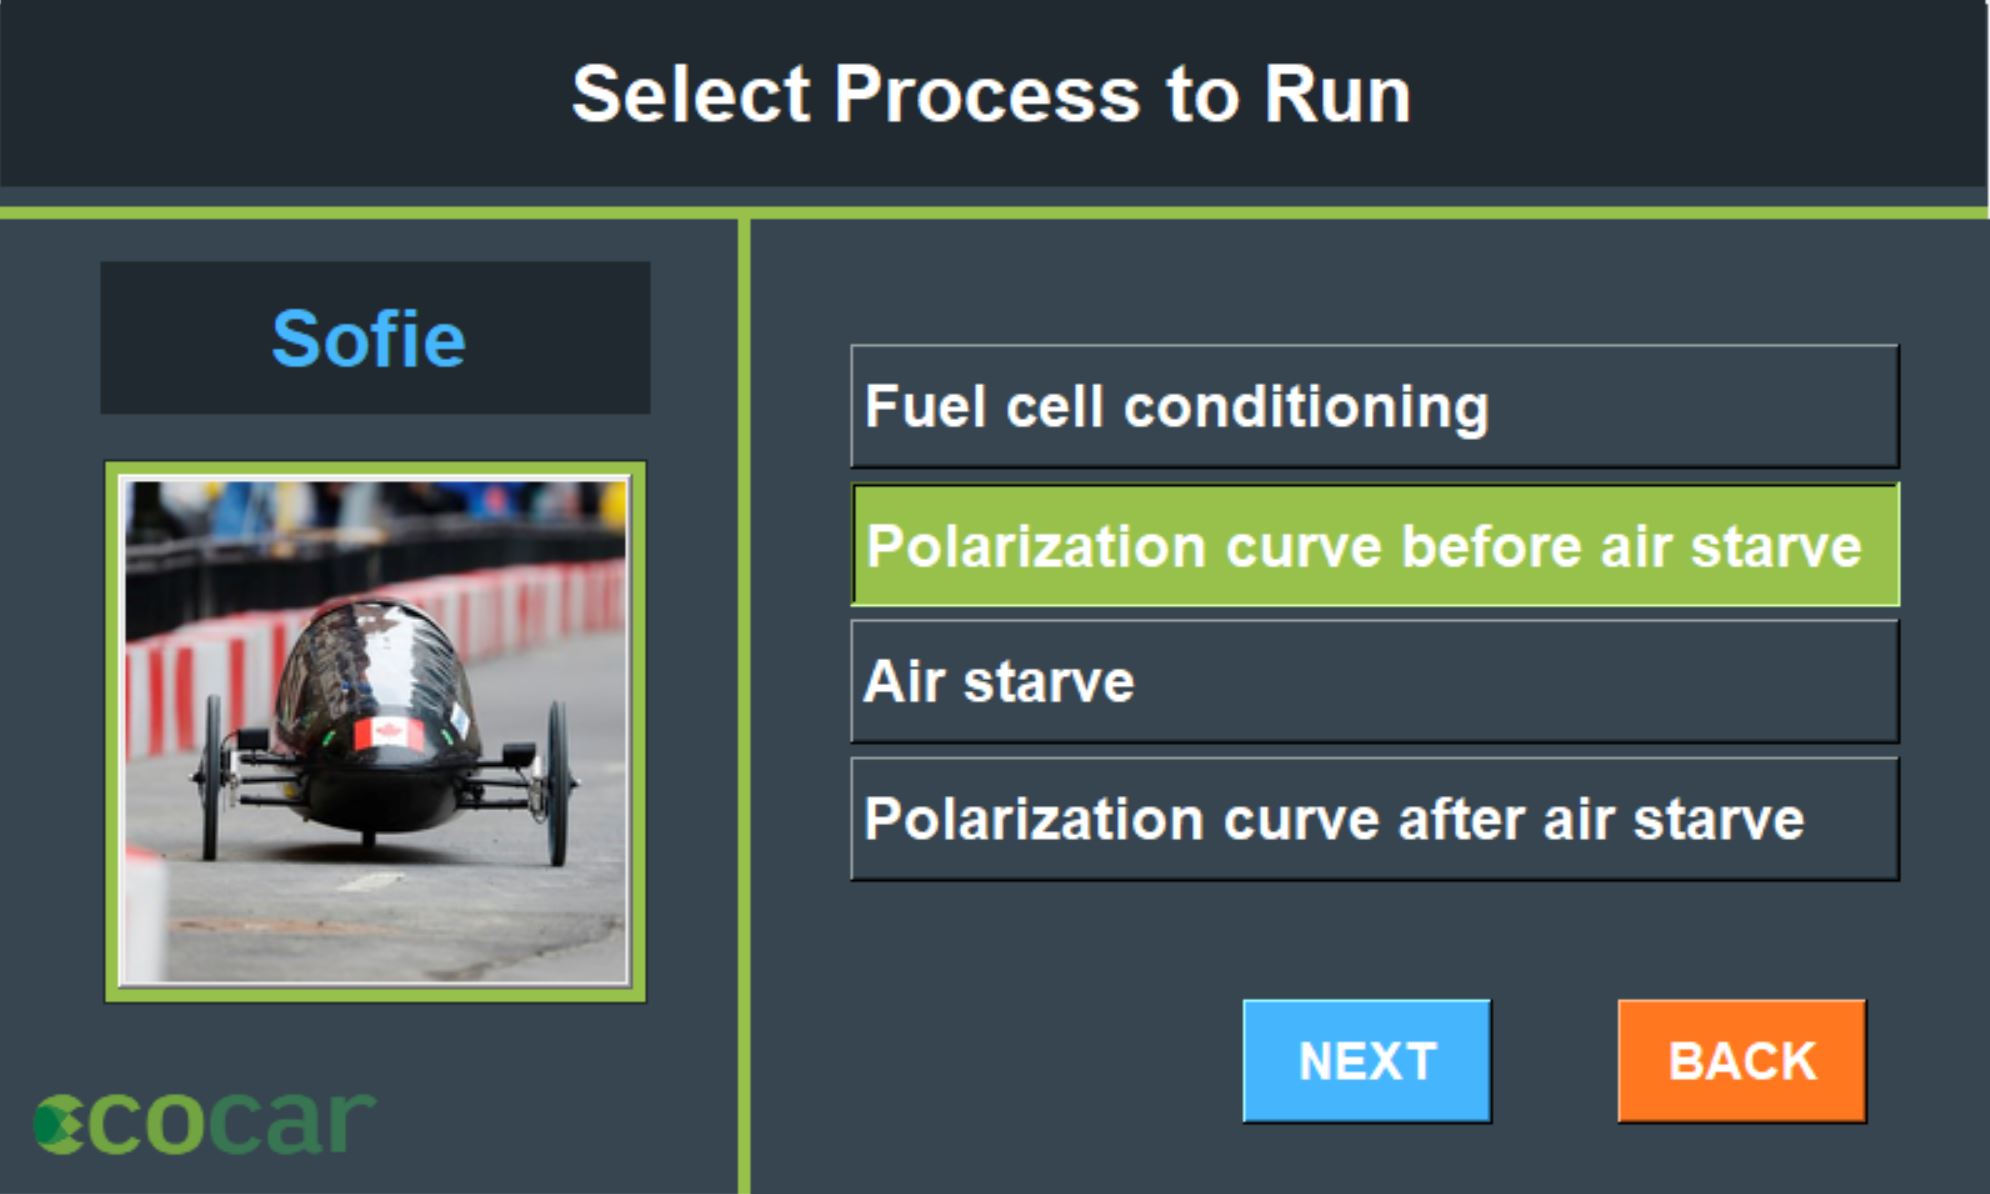 Select Process to Run
Sofie
Fuel cell conditioning
Polarization curve before air starve
Air starve
Polarization curve after air starve
NEXT
BACK
ecocar